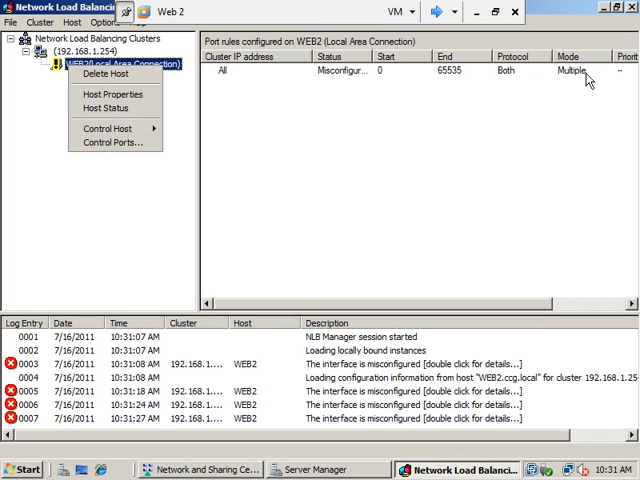 Network Load Balancing
Web 2
VM
File Cluster Host Options Help
Network Load Balancing Clusters
(192.168.1.254)
WEB2(Local Area Connection)
Delete Host
Host Properties
Host Status
Control Host
Control Ports...
Port rules configured on WEB2 (Local Area Connection)
Cluster IP address Status Start End Protocol Mode Priorit
All Misconfigur... 0 65535 Both Multiple --
Log Entry Date Time Cluster Host Description
0001 7/16/2011 10:31:07 AM NLB Manager session started
0002 7/16/2011 10:31:07 AM Loading locally bound instances
0003 7/16/2011 10:31:08 AM 192.168.1.... WEB2 The interface is misconfigured [double click for details...]
0004 7/16/2011 10:31:08 AM Loading configuration information from host "WEB2.ccg.local" for cluster 192.168.1.25
0005 7/16/2011 10:31:18 AM 192.168.1.... WEB2 The interface is misconfigured [double click for details...]
0006 7/16/2011 10:31:24 AM 192.168.1.... WEB2 The interface is misconfigured [double click for details...]
0007 7/16/2011 10:31:27 AM 192.168.1.... WEB2 The interface is misconfigured [double click for details...]
Start Network and Sharing Ce... Server Manager Network Load Balanci... 10:31 AM